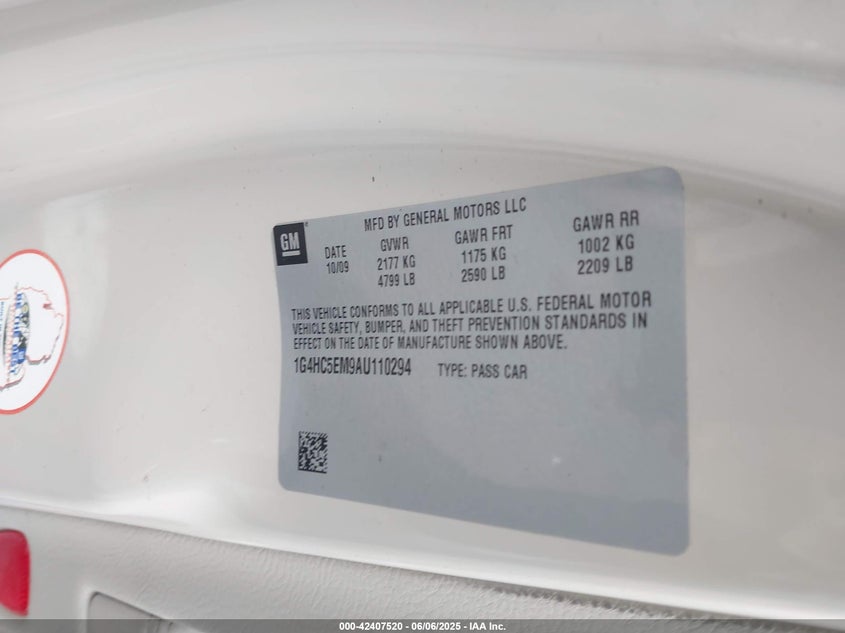 GM
MFD BY GENERAL MOTORS LLC
DATE GVWR GAWR FRT GAWR RR
10/09 2177 KG 1175 KG 1002 KG
4799 LB 2590 LB 2209 LB
THIS VEHICLE CONFORMS TO ALL APPLICABLE U.S. FEDERAL MOTOR
VEHICLE SAFETY, BUMPER, AND THEFT PREVENTION STANDARDS IN
EFFECT ON THE DATE OF MANUFACTURE SHOWN ABOVE.
1G4HC5EM9AU110294 TYPE: PASS CAR
000-42407520 - 06/06/2025 - IAA Inc.